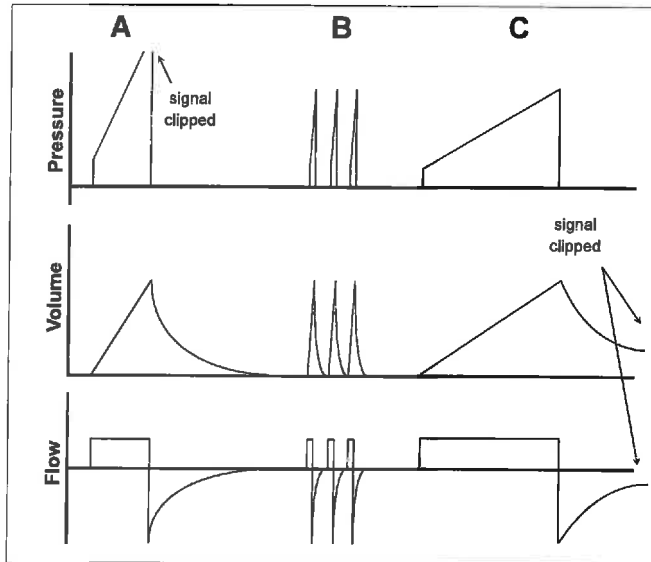 A B C
Pressure
signal
clipped
Volume
signal
clipped
Flow